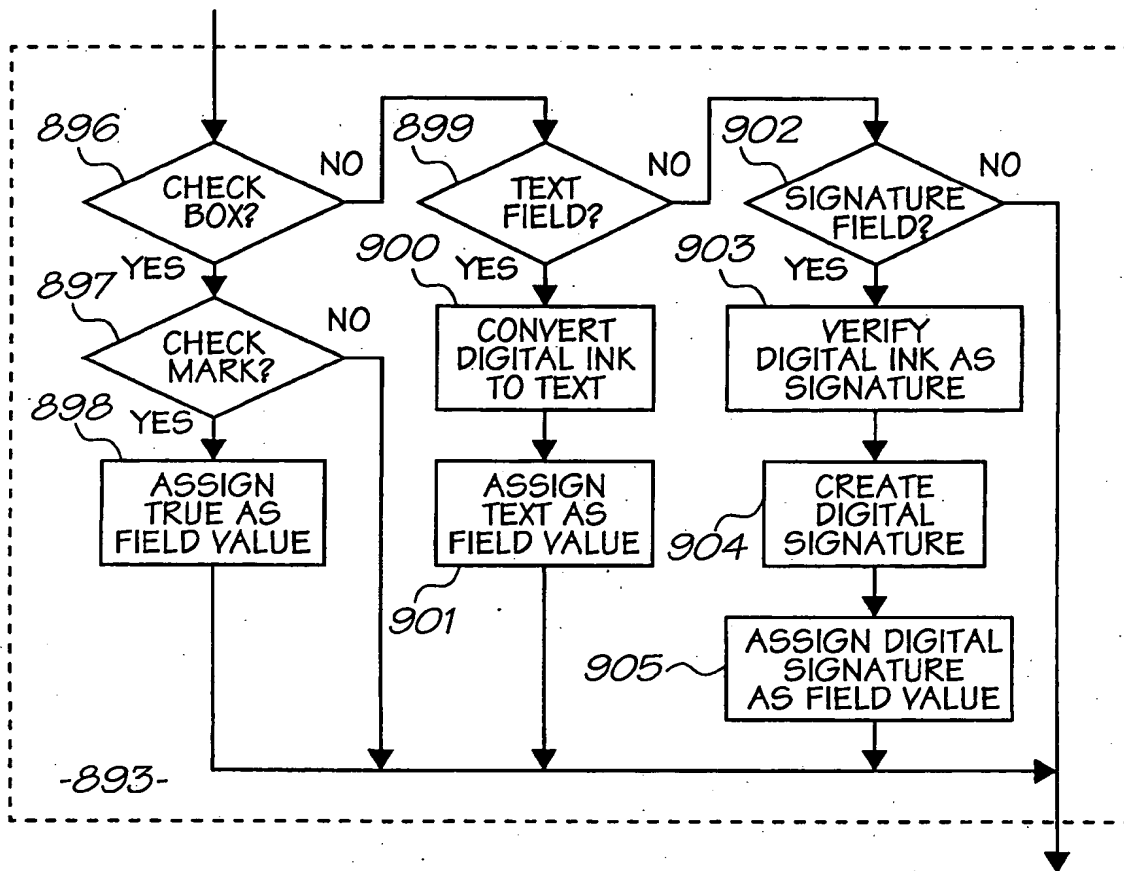 896
CHECK
BOX?
NO
YES
897
CHECK
MARK?
NO
YES
898
ASSIGN
TRUE AS
FIELD VALUE
899
TEXT
FIELD?
NO
YES
900
CONVERT
DIGITAL INK
TO TEXT
ASSIGN
TEXT AS
FIELD VALUE
901
902
SIGNATURE
FIELD?
NO
YES
903
VERIFY
DIGITAL INK AS
SIGNATURE
CREATE
DIGITAL
SIGNATURE
904
ASSIGN DIGITAL
SIGNATURE
AS FIELD VALUE
905
-893-